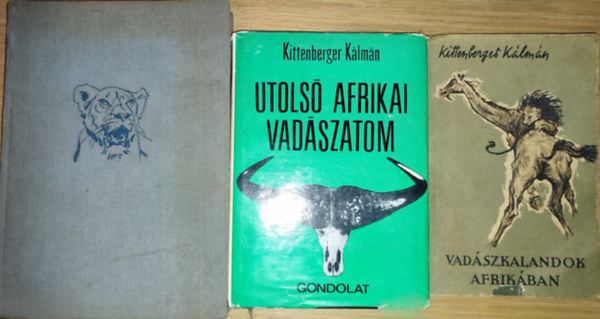 Kittenberger Kálmán
UTOLSÓ AFRIKAI
VADÁSZATOM
GONDOLAT
Kittenberger Kálmán
VADÁSZKALANDOK
AFRIKÁBAN